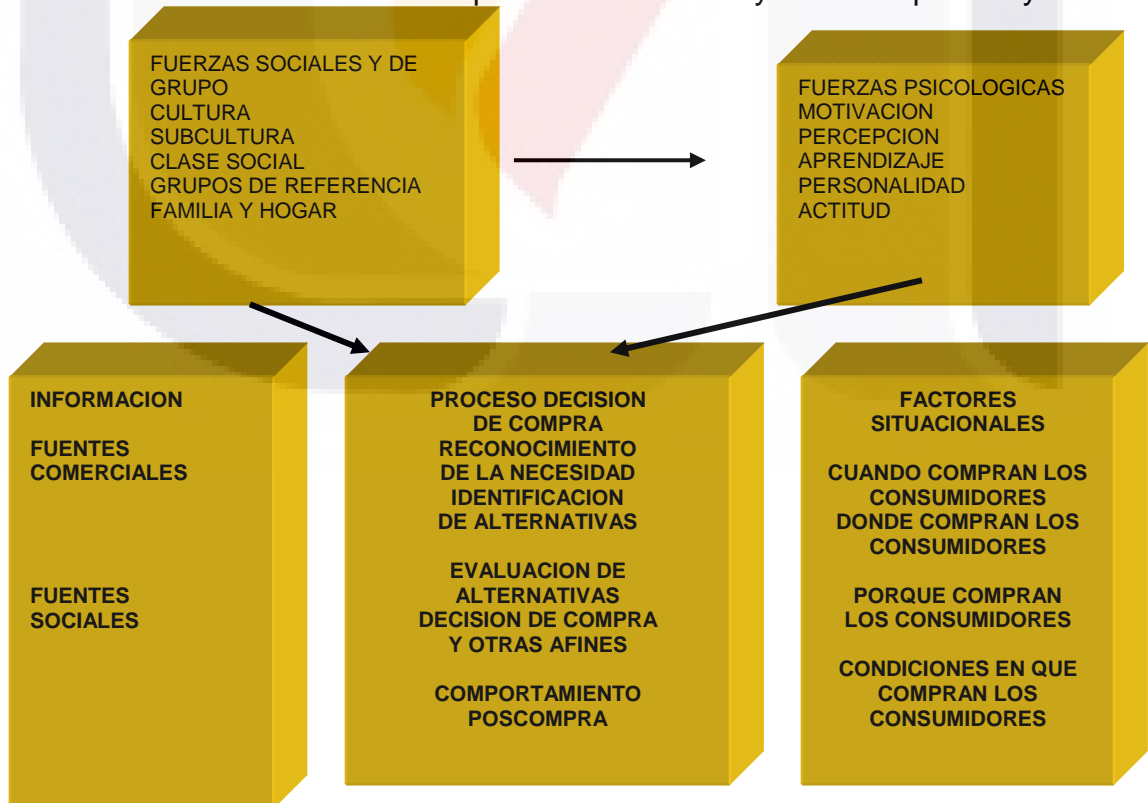 FUERZAS SOCIALES Y DE
GRUPO
CULTURA
SUBCULTURA
CLASE SOCIAL
GRUPOS DE REFERENCIA
FAMILIA Y HOGAR
FUERZAS PSICOLOGICAS
MOTIVACION
PERCEPCION
APRENDIZAJE
PERSONALIDAD
ACTITUD
INFORMACION
FUENTES
COMERCIALES
FUENTES
SOCIALES
PROCESO DECISION
DE COMPRA
RECONOCIMIENTO
DE LA NECESIDAD
IDENTIFICACION
DE ALTERNATIVAS
EVALUACION DE
ALTERNATIVAS
DECISION DE COMPRA
Y OTRAS AFINES
COMPORTAMIENTO
POSCOMPRA
FACTORES
SITUACIONALES
CUANDO COMPRAN LOS
CONSUMIDORES
DONDE COMPRAN LOS
CONSUMIDORES
PORQUE COMPRAN
LOS CONSUMIDORES
CONDICIONES EN QUE
COMPRAN LOS
CONSUMIDORES